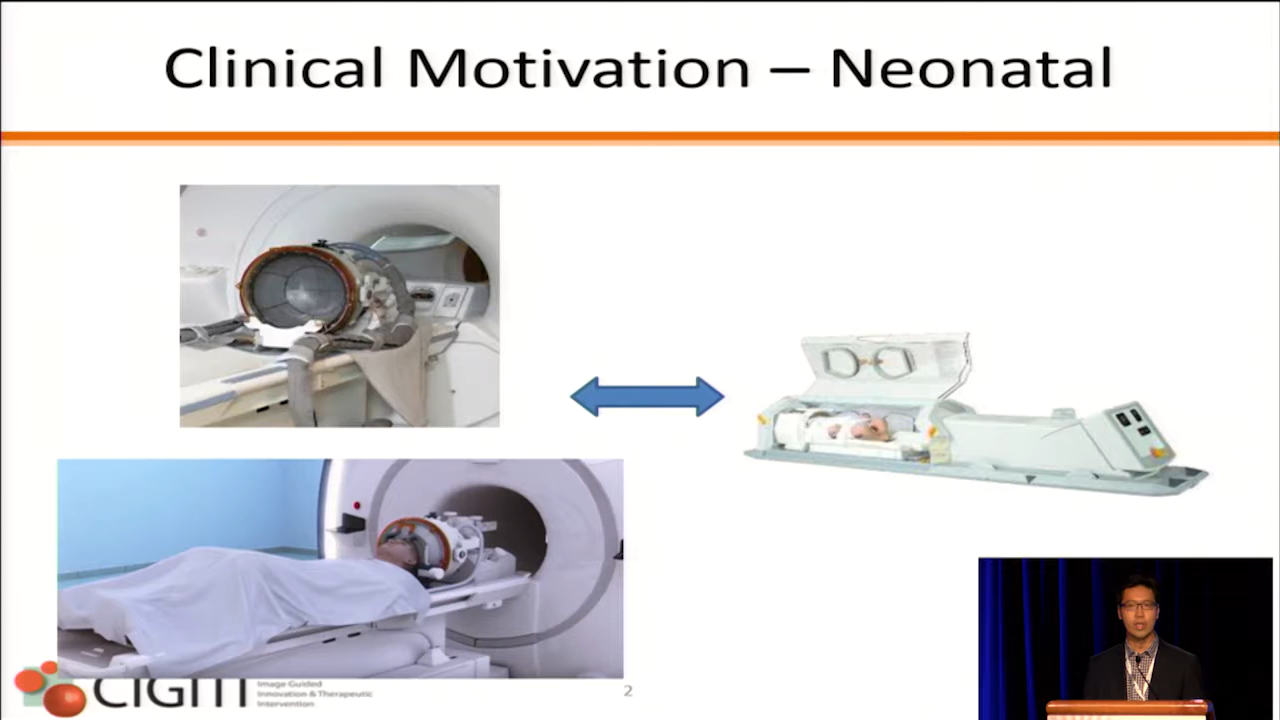 Clinical Motivation – Neonatal
CIGITI
Image Guided
Innovation & Therapeutic
Intervention
2